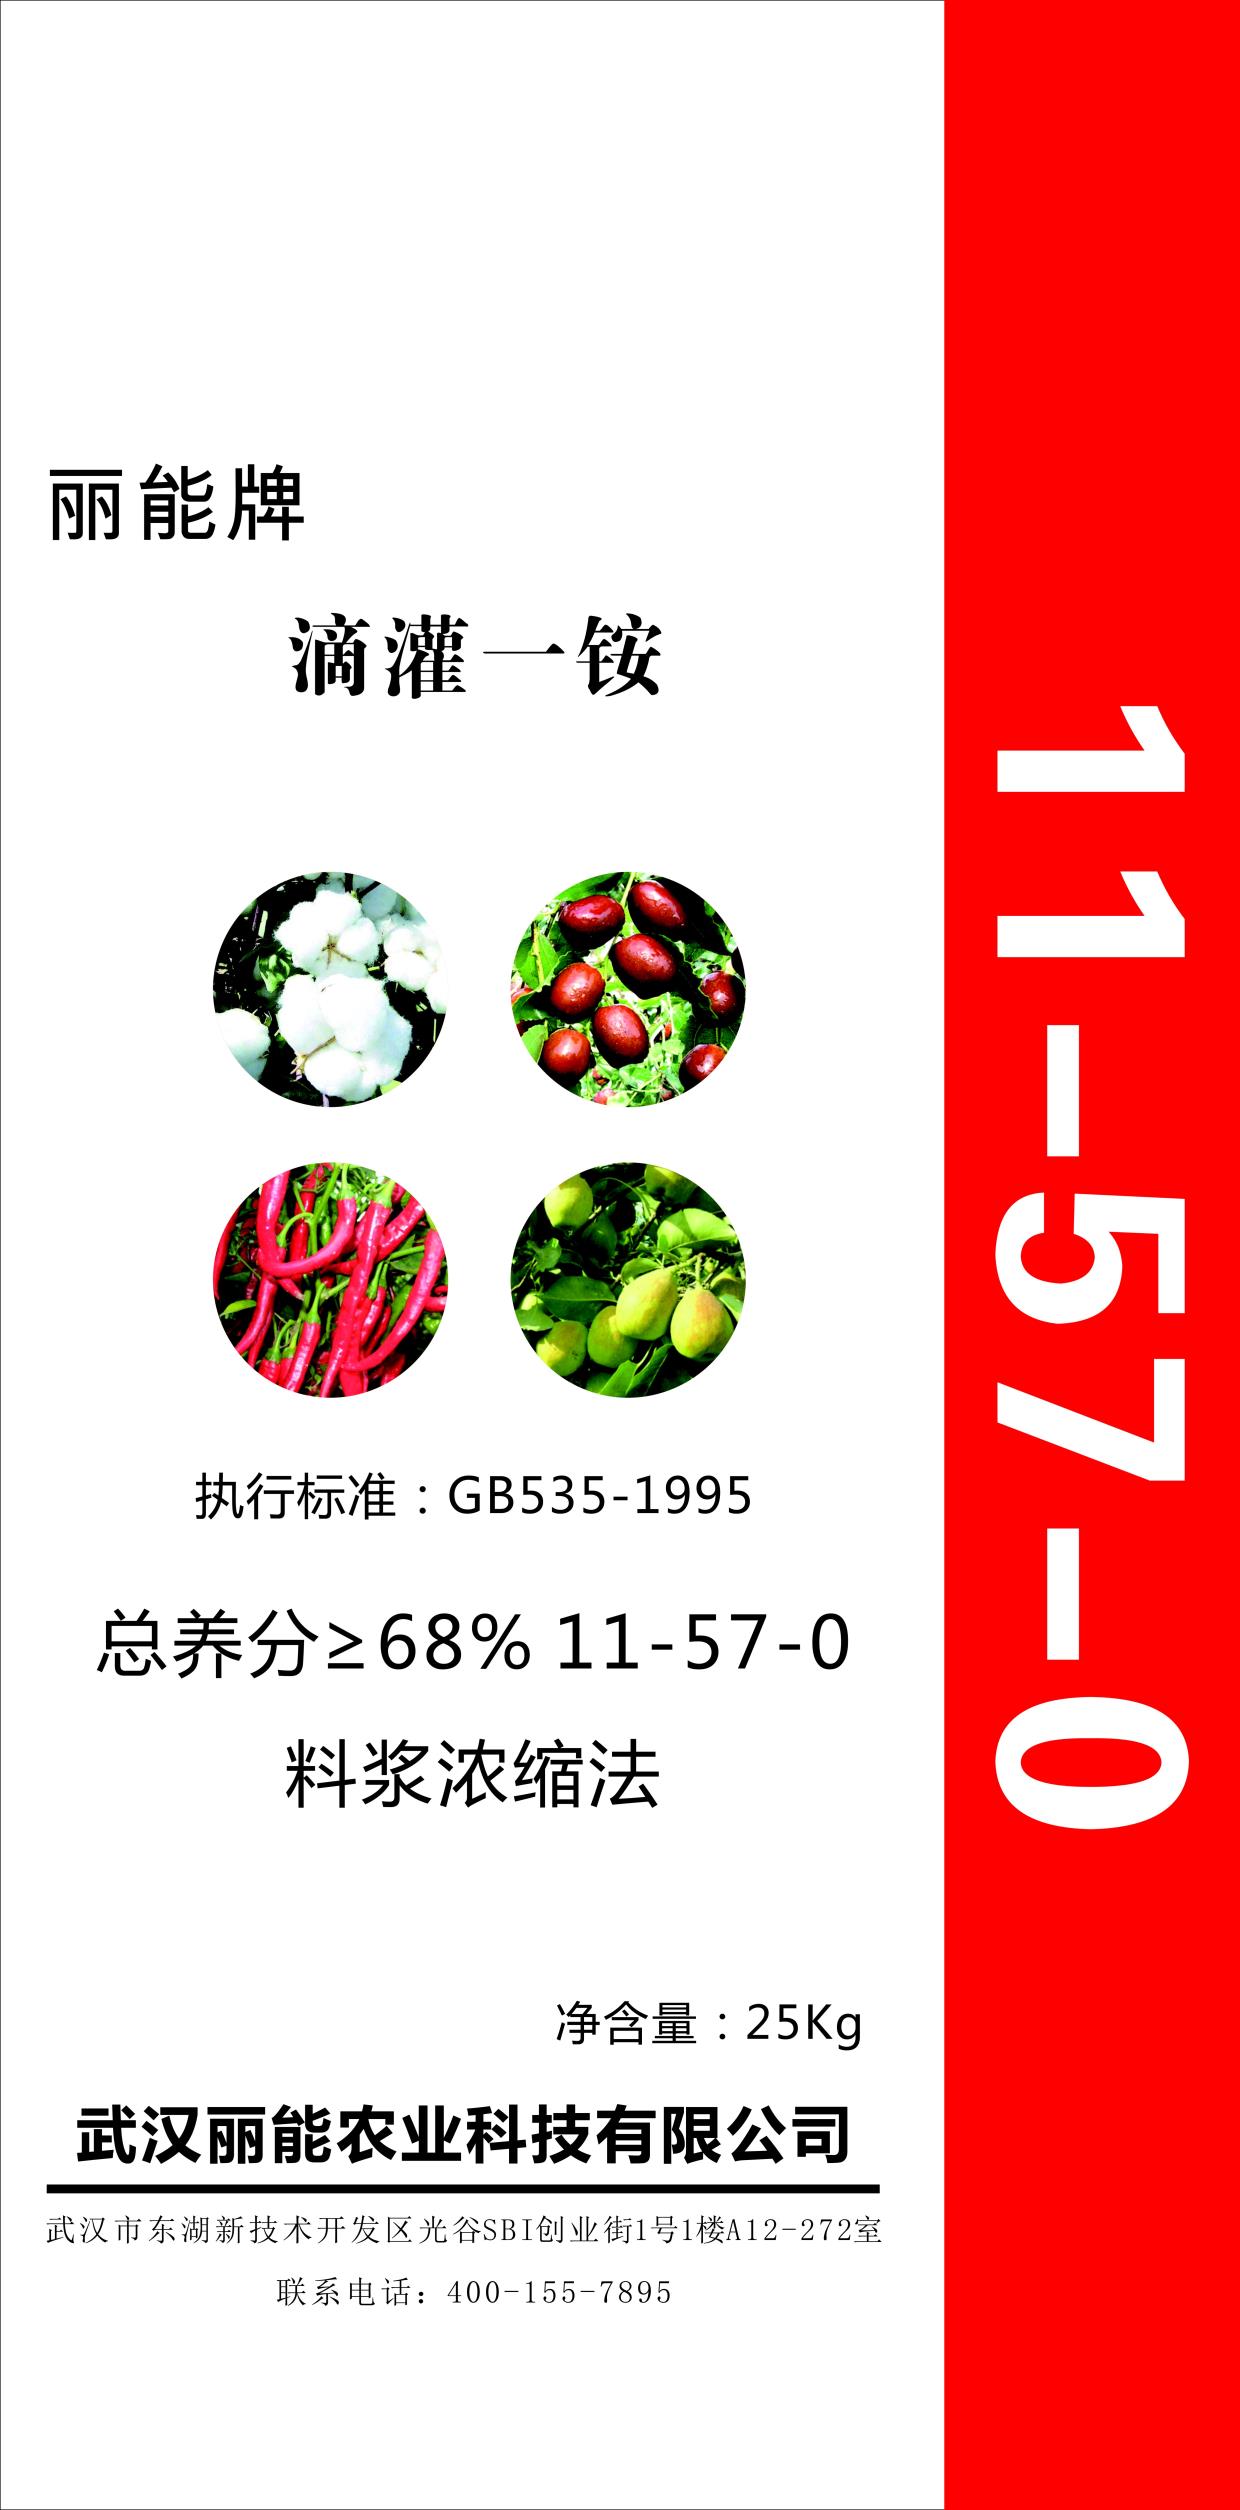 丽能牌
滴灌一铵
执行标准：GB535-1995
总养分≥68% 11-57-0
料浆浓缩法
净含量：25Kg
武汉丽能农业科技有限公司
武汉市东湖新技术开发区光谷SBI创业街1号1楼A12-272室
联系电话：400-155-7895
11-57-0